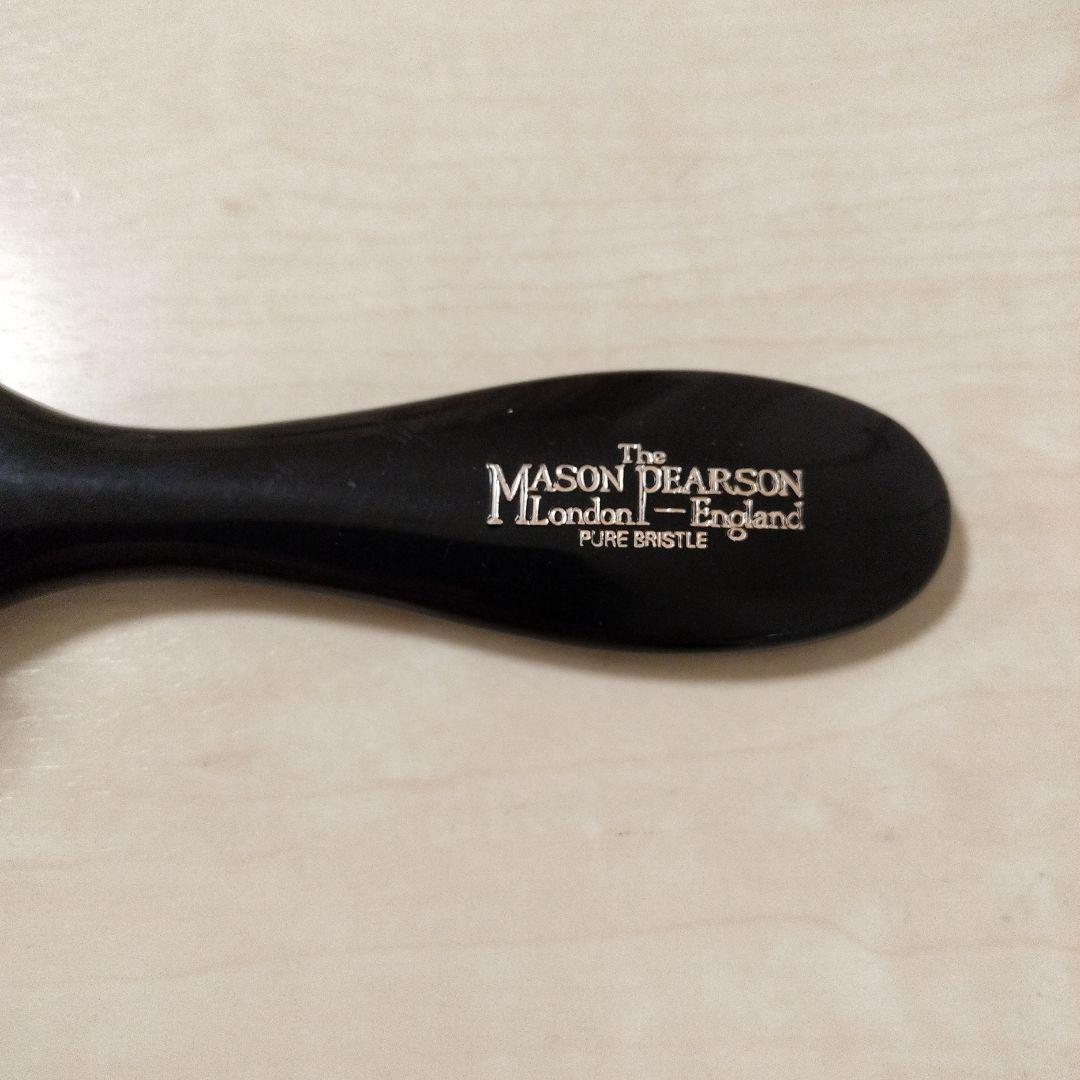 The
MASON PEARSON
London — England
PURE BRISTLE